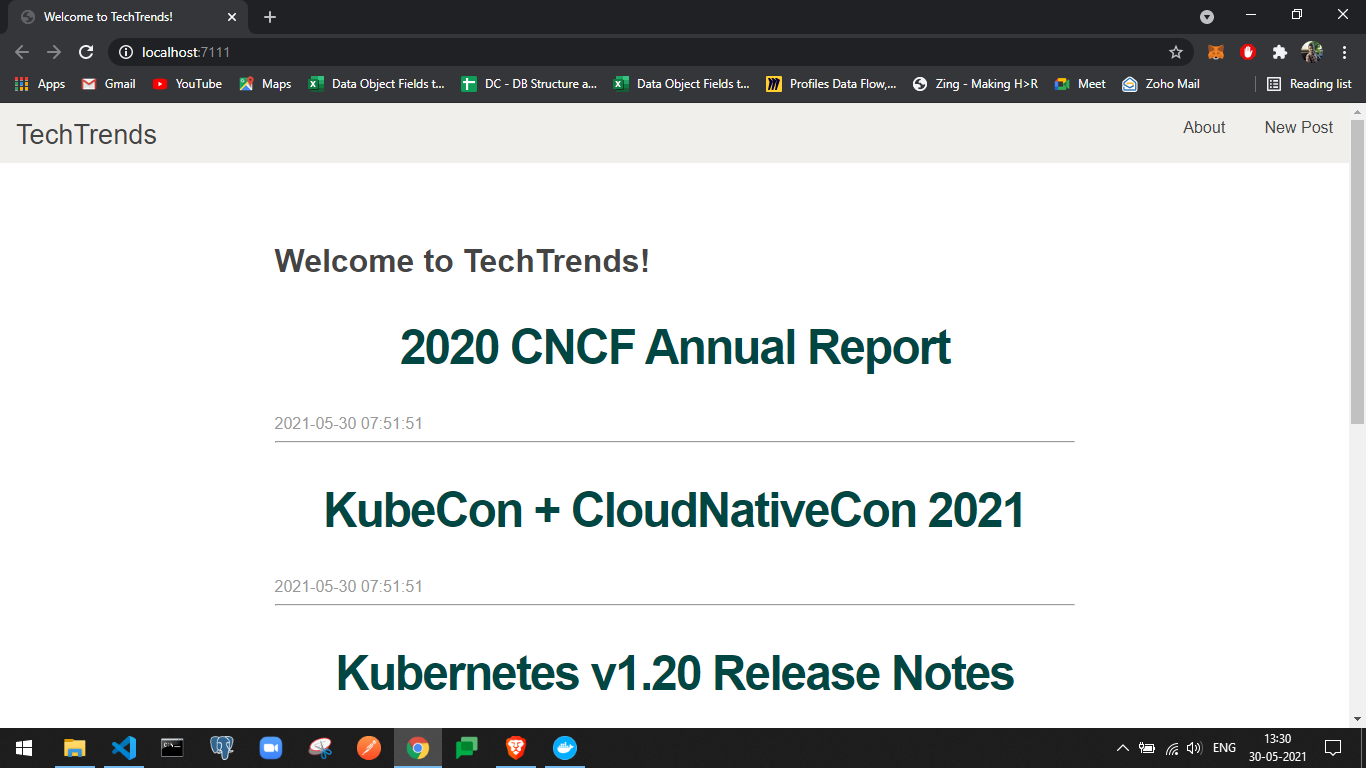 Welcome to TechTrends!
localhost:7111
Apps Gmail YouTube Maps Data Object Fields t... DC - DB Structure a... Data Object Fields t... Profiles Data Flow,... Zing - Making H>R Meet Zoho Mail Reading list
TechTrends About New Post
Welcome to TechTrends!
2020 CNCF Annual Report
2021-05-30 07:51:51
KubeCon + CloudNativeCon 2021
2021-05-30 07:51:51
Kubernetes v1.20 Release Notes
ENG 13:30
30-05-2021